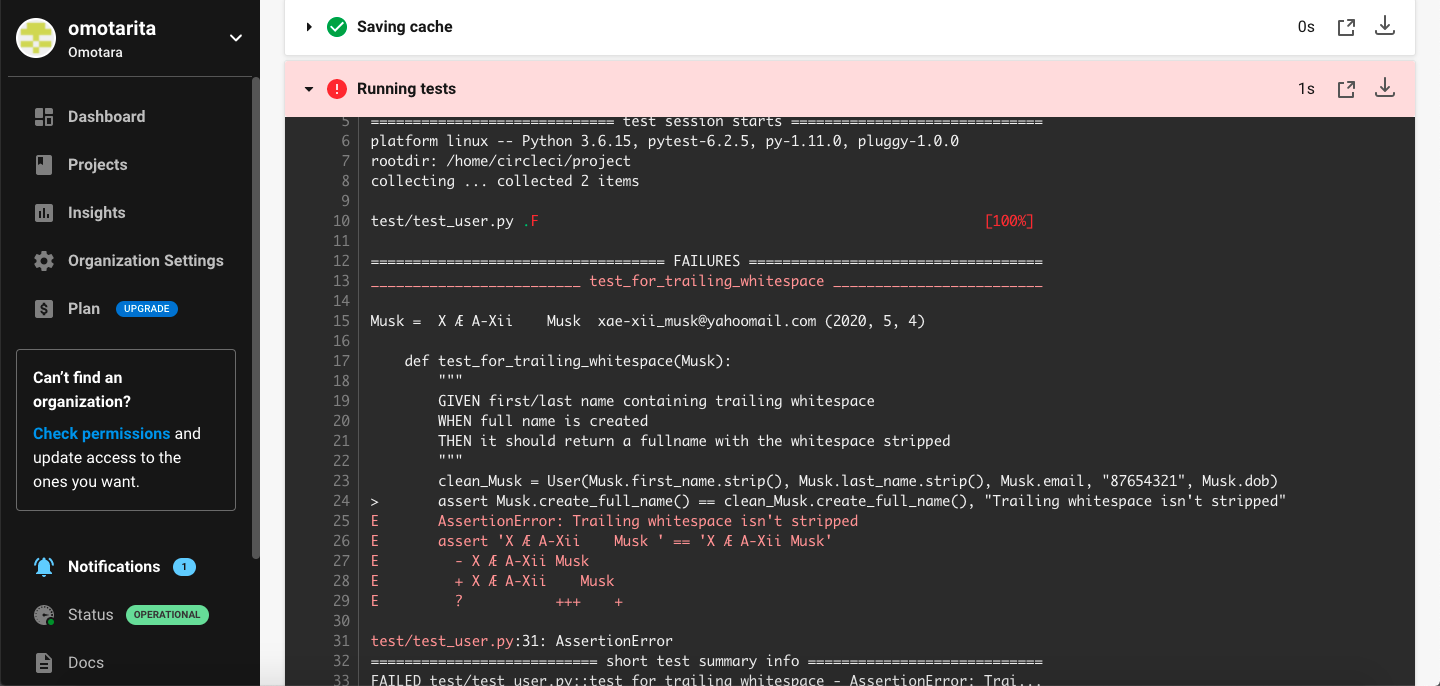 omotarita
Omotara
Dashboard
Projects
Insights
Organization Settings
Plan UPGRADE
Can't find an
organization?
Check permissions and
update access to the
ones you want.
Notifications 1
Status OPERATIONAL
Docs
Saving cache 0s
Running tests 1s
5 ============================= test session starts ==============================
6 platform linux -- Python 3.6.15, pytest-6.2.5, py-1.11.0, pluggy-1.0.0
7 rootdir: /home/circleci/project
8 collecting ... collected 2 items
9
10 test/test_user.py .F [100%]
11
12 =================================== FAILURES ===================================
13 _________________________ test_for_trailing_whitespace _________________________
14
15 Musk =  X Æ A-Xii    Musk  xae-xii_musk@yahoomail.com (2020, 5, 4)
16
17     def test_for_trailing_whitespace(Musk):
18         """
19         GIVEN first/last name containing trailing whitespace
20         WHEN full name is created
21         THEN it should return a fullname with the whitespace stripped
22         """
23         clean_Musk = User(Musk.first_name.strip(), Musk.last_name.strip(), Musk.email, "87654321", Musk.dob)
24 >       assert Musk.create_full_name() == clean_Musk.create_full_name(), "Trailing whitespace isn't stripped"
25 E       AssertionError: Trailing whitespace isn't stripped
26 E       assert 'X Æ A-Xii    Musk ' == 'X Æ A-Xii Musk'
27 E         - X Æ A-Xii Musk
28 E         + X Æ A-Xii    Musk
29 E         ?           +++    +
30
31 test/test_user.py:31: AssertionError
32 =========================== short test summary info ============================
33 FAILED test/test_user.py::test_for_trailing_whitespace - AssertionError: Trai...